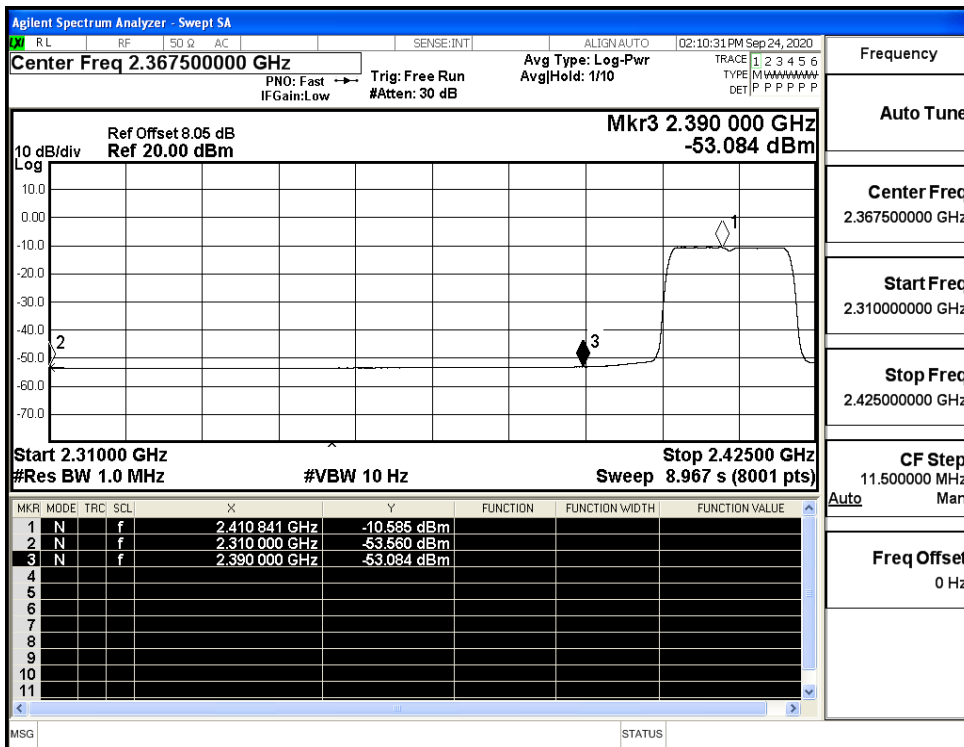 Agilent Spectrum Analyzer - Swept SA
LXI RL RF 50 Ω AC SENSE:INT ALIGNAUTO 02:10:31 PM Sep 24, 2020
Center Freq 2.367500000 GHz
PNO: Fast
IFGain:Low
Trig: Free Run
#Atten: 30 dB
Avg Type: Log-Pwr
Avg|Hold: 1/10
TRACE 1 2 3 4 5 6
TYPE M WWWWW
DET P P P P P P
Ref Offset 8.05 dB
10 dB/div Ref 20.00 dBm
Log
Mkr3 2.390 000 GHz
-53.084 dBm
10.0
0.00
-10.0
-20.0
-30.0
-40.0
-50.0
-60.0
-70.0
1
2
3
Start 2.31000 GHz Stop 2.42500 GHz
#Res BW 1.0 MHz #VBW 10 Hz Sweep 8.967 s (8001 pts)
MKR MODE TRC SCL X Y FUNCTION FUNCTION WIDTH FUNCTION VALUE
1 N f 2.410 841 GHz -10.585 dBm
2 N f 2.310 000 GHz -53.560 dBm
3 N f 2.390 000 GHz -53.084 dBm
4
5
6
7
8
9
10
11
MSG STATUS
Frequency
Auto Tune
Center Freq
2.367500000 GHz
Start Freq
2.310000000 GHz
Stop Freq
2.425000000 GHz
CF Step
11.500000 MHz
Auto Man
Freq Offset
0 Hz